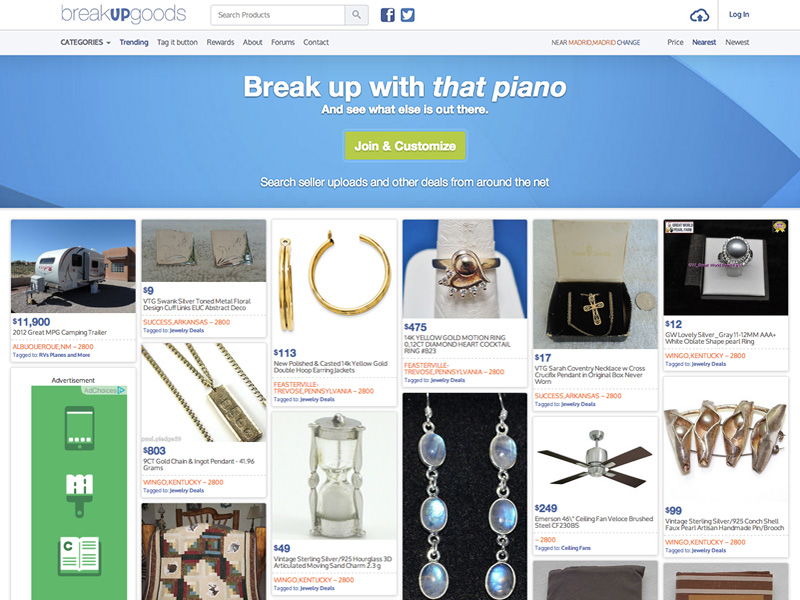 breakupgoods
Search Products
Log In
CATEGORIES
Trending
Tag it button
Rewards
About
Forums
Contact
NEAR MADRID,MADRID CHANGE
Price
Nearest
Newest
Break up with that piano
And see what else is out there.
Join & Customize
Search seller uploads and other deals from around the net
$11,900
2012 Great MPG Camping Trailer
ALBUQUERQUE,NM – 2800
Tagged to: RVs Planes and More
Advertisement
AdChoices
C
$9
VTG Swank Silver Toned Metal Floral
Design Cuff Links EUC Abstract Deco
SUCCESS,ARKANSAS – 2800
Tagged to: Jewelry Deals
$803
9CT Gold Chain & Ingot Pendant - 41.96
Grams
WINGO,KENTUCKY – 2800
Tagged to: Jewelry Deals
$113
New Polished & Casted 14k Yellow Gold
Double Hoop Earring Jackets
FEASTERVILLE-
TREVOSE,PENNSYLVANIA – 2800
Tagged to: Jewelry Deals
$49
Vintage Sterling Silver/925 Hourglass 3D
Articulated Moving Sand Charm 2.3 g
WINGO,KENTUCKY – 2800
Tagged to: Jewelry Deals
$475
14K YELLOW GOLD MOTION RING
0,12CT DIAMOND HEART COCKTAIL
RING #B23
FEASTERVILLE-
TREVOSE,PENNSYLVANIA – 2800
Tagged to: Jewelry Deals
$17
VTG Sarah Coventry Necklace w Cross
Crucifix Pendant in Original Box Never
Worn
SUCCESS,ARKANSAS – 2800
Tagged to: Jewelry Deals
$249
Emerson 46\" Ceiling Fan Veloce Brushed
Steel CF230BS
– 2800
Tagged to: Ceiling Fans
GREAT WORLD
PEARL FARM
$12
GW Lovely Silver_ Gray 11-12MM AAA+
White Oblate Shape pearl Ring
WINGO,KENTUCKY – 2800
Tagged to: Jewelry Deals
$99
Vintage Sterling Silver/925 Conch Shell
Faux Pearl Artisan Handmade Pin/Brooch
WINGO,KENTUCKY – 2800
Tagged to: Jewelry Deals